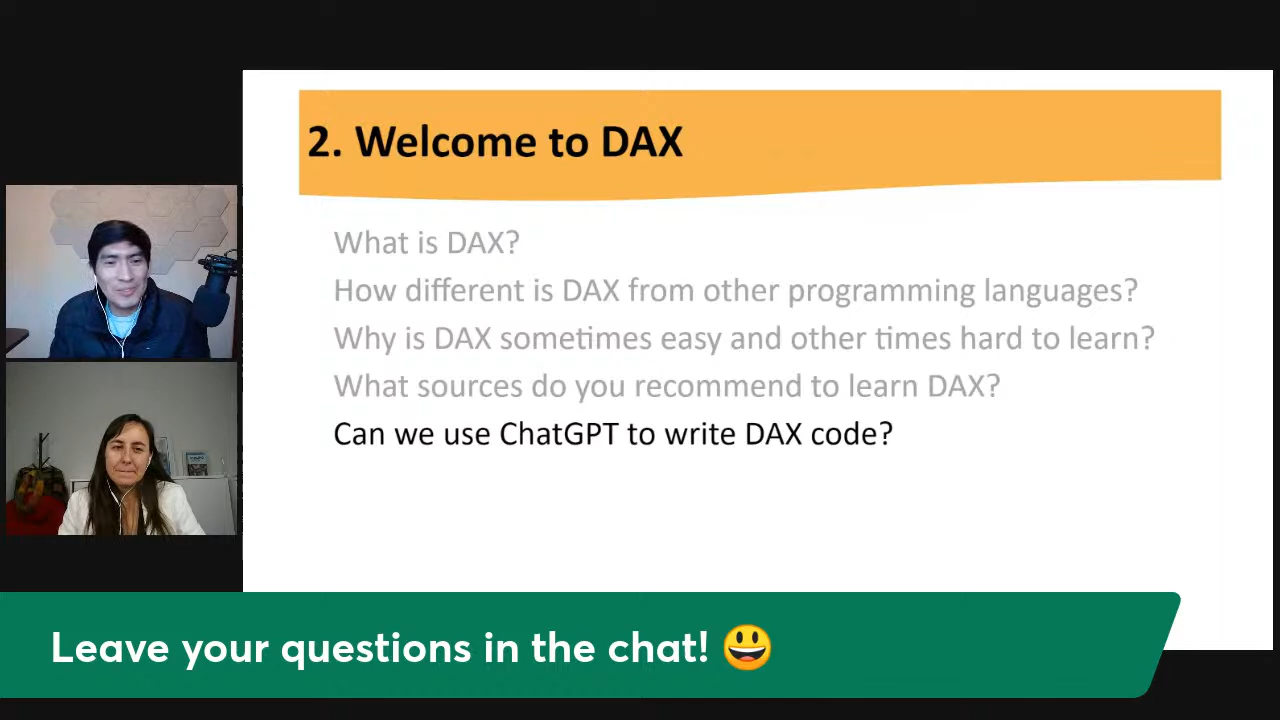 2. Welcome to DAX
What is DAX?
How different is DAX from other programming languages?
Why is DAX sometimes easy and other times hard to learn?
What sources do you recommend to learn DAX?
Can we use ChatGPT to write DAX code?
Leave your questions in the chat! 😃